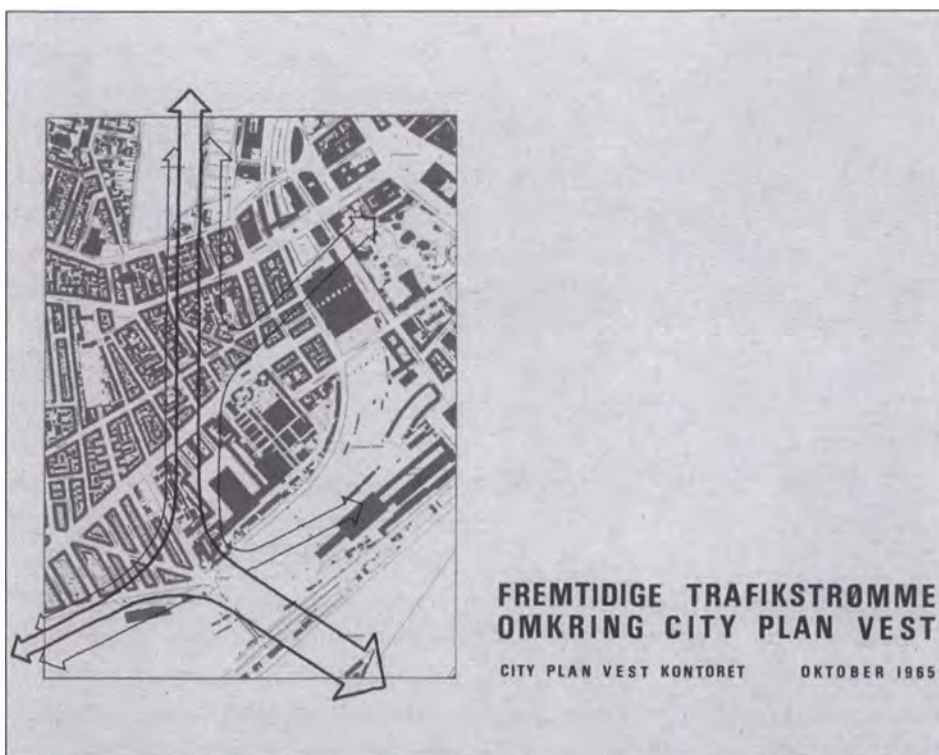 FREMTIDIGE TRAFIKSTRØMME
OMKRING CITY PLAN VEST
CITY PLAN VEST KONTORET OKTOBER 1965